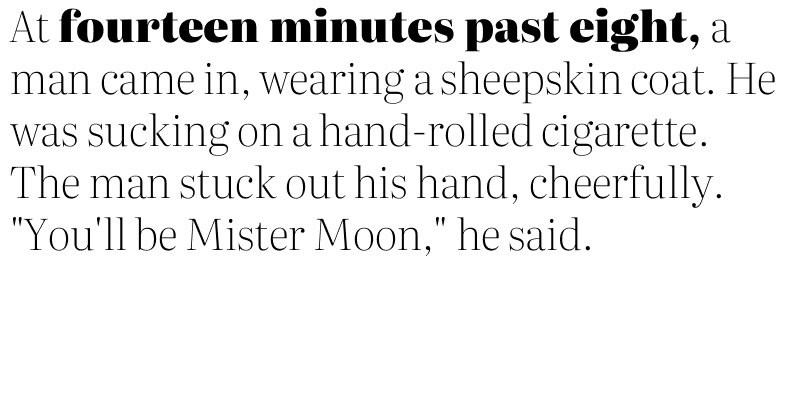 At fourteen minutes past eight, a
man came in, wearing a sheepskin coat. He
was sucking on a hand-rolled cigarette.
The man stuck out his hand, cheerfully.
"You'll be Mister Moon," he said.